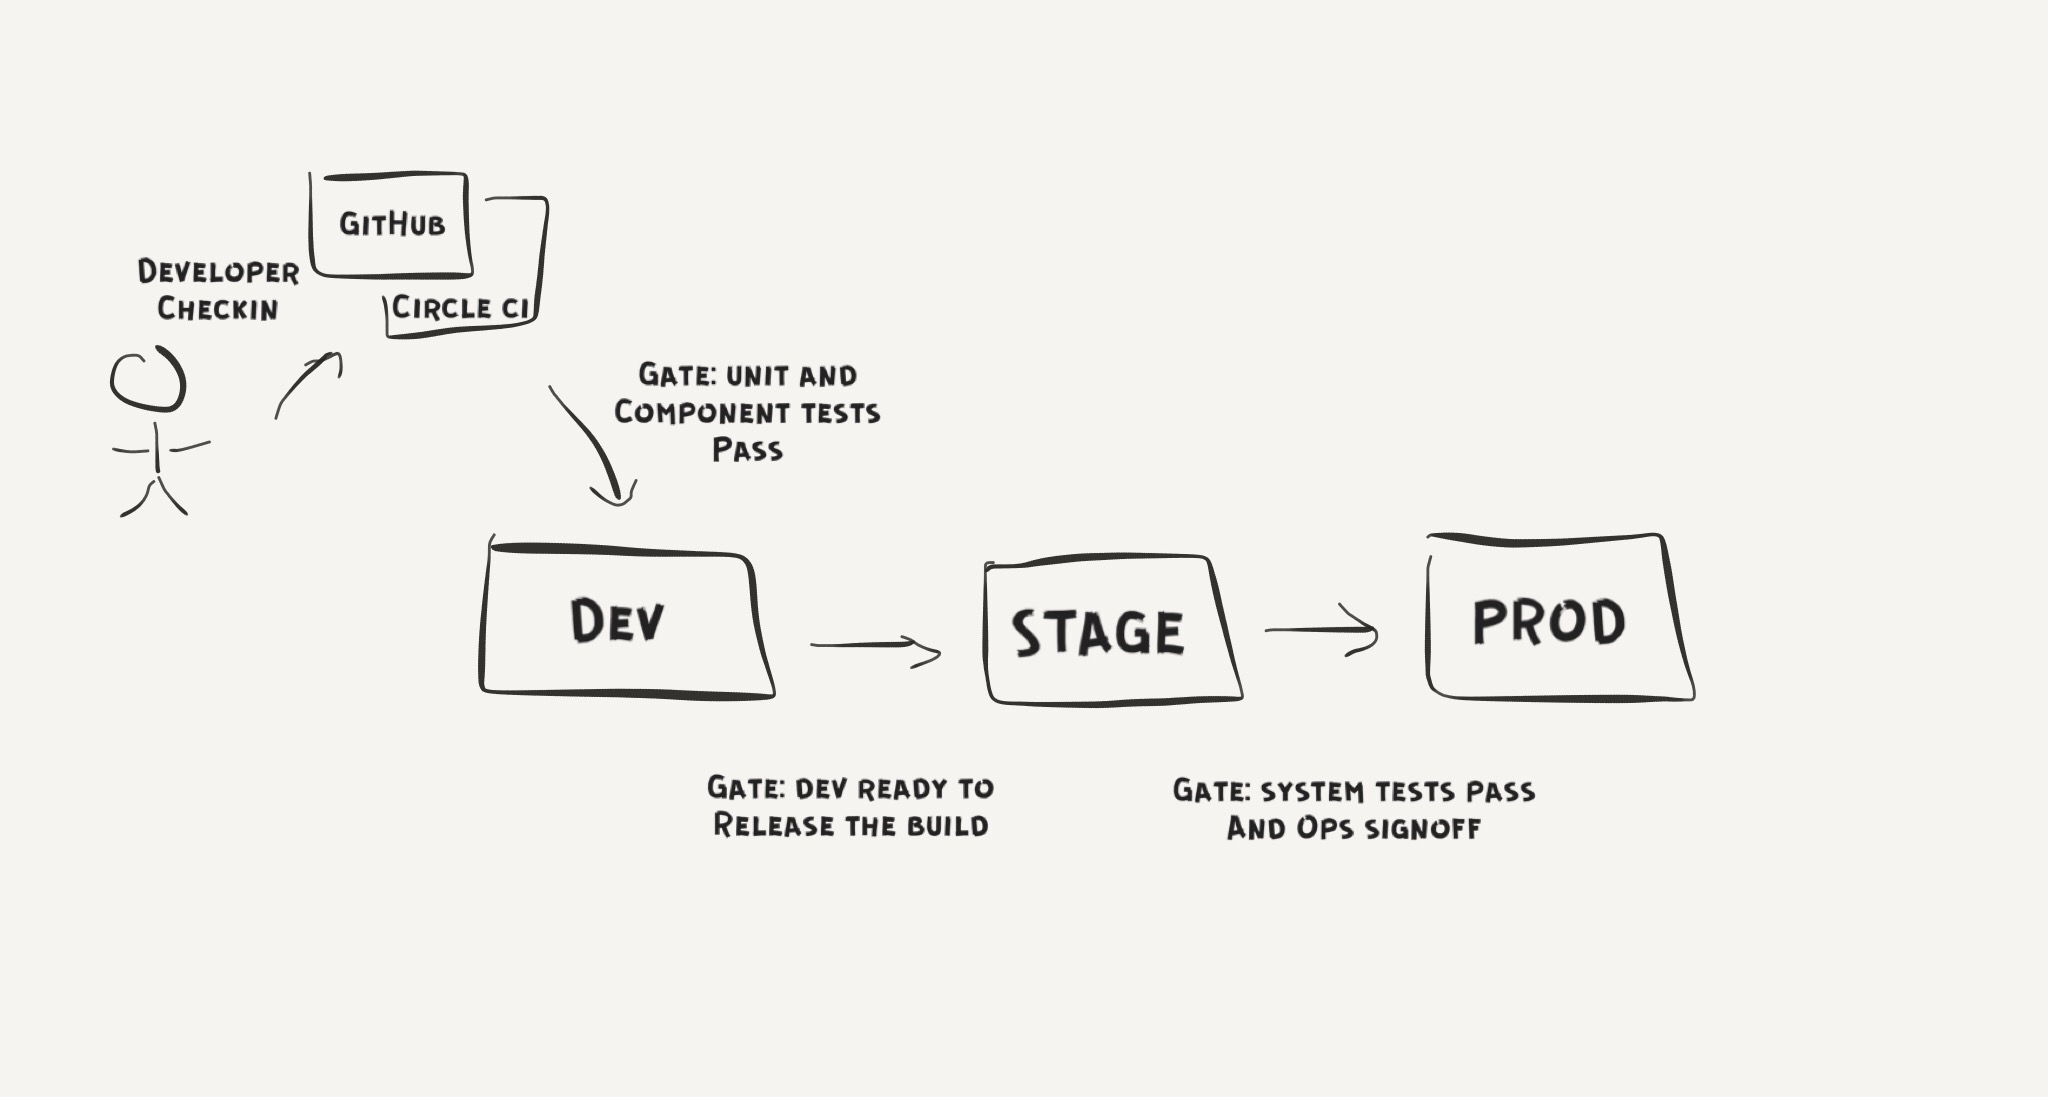 GitHub
Developer
Checkin
Circle ci
Gate: unit and
Component tests
Pass
Dev
STAGE
PROD
Gate: dev ready to
Release the build
Gate: system tests pass
And Ops signoff